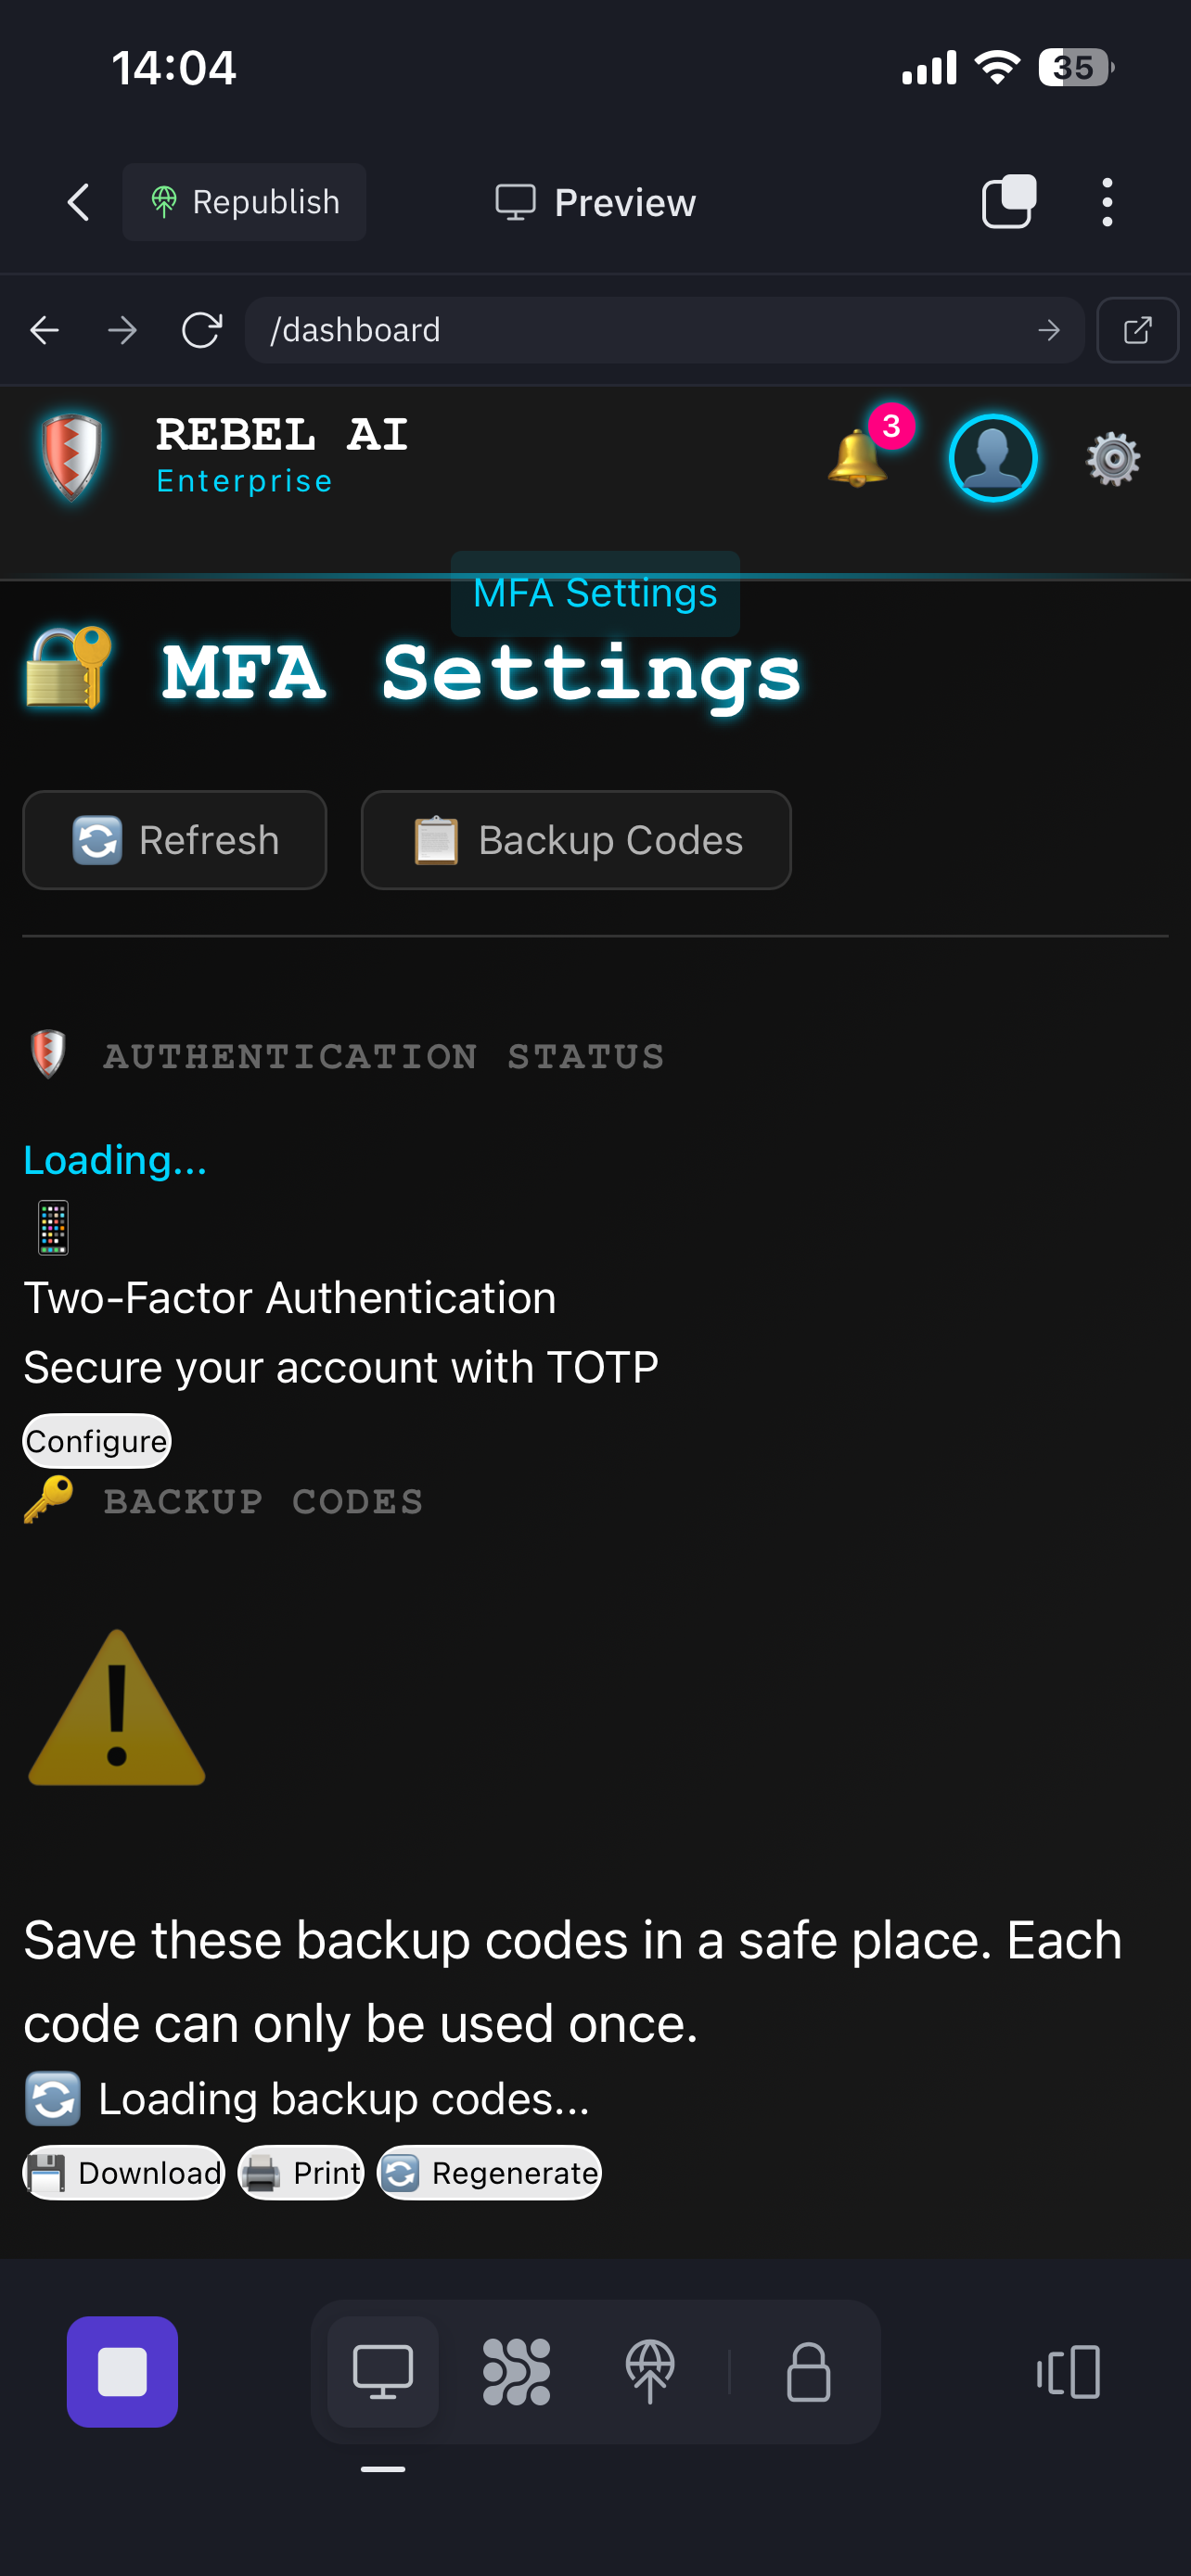 14:04
35
Republish
Preview
/dashboard
REBEL AI
Enterprise
3
MFA Settings
MFA Settings
Refresh
Backup Codes
AUTHENTICATION STATUS
Loading...
Two-Factor Authentication
Secure your account with TOTP
Configure
BACKUP CODES
Save these backup codes in a safe place. Each
code can only be used once.
Loading backup codes...
Download Print Regenerate